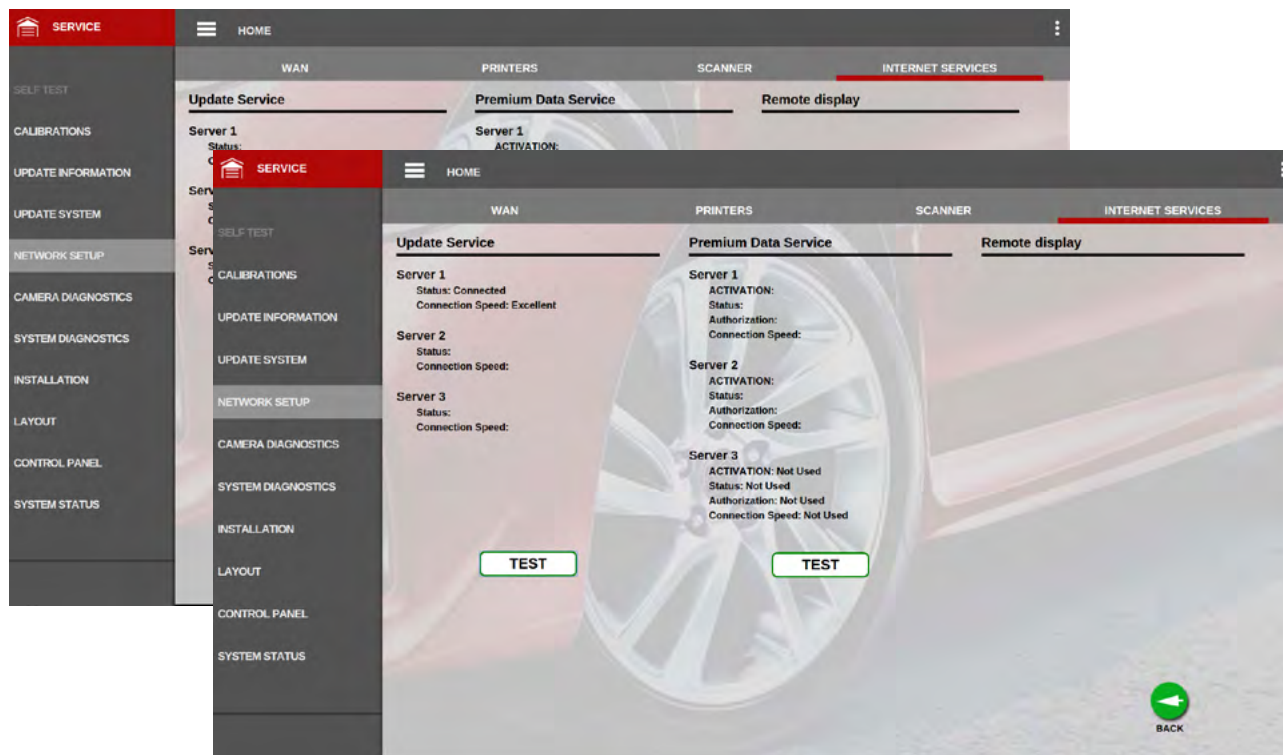 SERVICE
HOME
WAN PRINTERS SCANNER INTERNET SERVICES
SELF TEST
CALIBRATIONS
UPDATE INFORMATION
UPDATE SYSTEM
NETWORK SETUP
CAMERA DIAGNOSTICS
SYSTEM DIAGNOSTICS
INSTALLATION
LAYOUT
CONTROL PANEL
SYSTEM STATUS
Update Service Premium Data Service Remote display
Server 1
Status:
Server 1
ACTIVATION:
SERVICE
HOME
WAN PRINTERS SCANNER INTERNET SERVICES
SELF TEST
CALIBRATIONS
UPDATE INFORMATION
UPDATE SYSTEM
NETWORK SETUP
CAMERA DIAGNOSTICS
SYSTEM DIAGNOSTICS
INSTALLATION
LAYOUT
CONTROL PANEL
SYSTEM STATUS
Update Service
Server 1
Status: Connected
Connection Speed: Excellent
Server 2
Status:
Connection Speed:
Server 3
Status:
Connection Speed:
TEST
Premium Data Service
Server 1
ACTIVATION:
Status:
Authorization:
Connection Speed:
Server 2
ACTIVATION:
Status:
Authorization:
Connection Speed:
Server 3
ACTIVATION: Not Used
Status: Not Used
Authorization: Not Used
Connection Speed: Not Used
TEST
Remote display
BACK